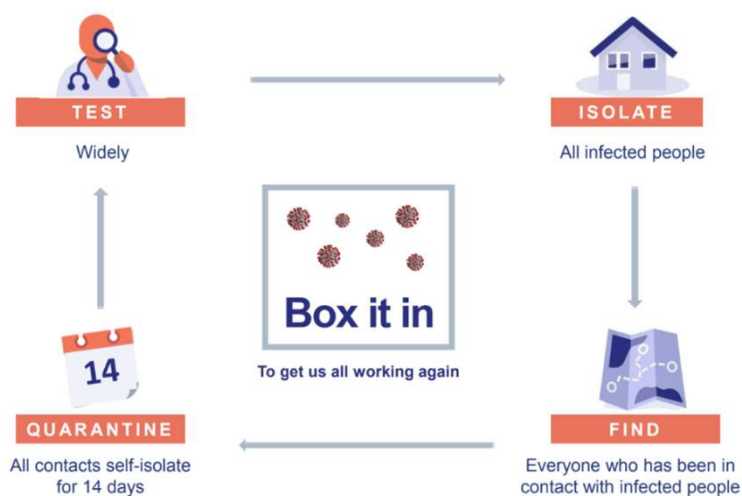 TEST
Widely
ISOLATE
All infected people
Box it in
To get us all working again
14
QUARANTINE
All contacts self-isolate
for 14 days
FIND
Everyone who has been in
contact with infected people